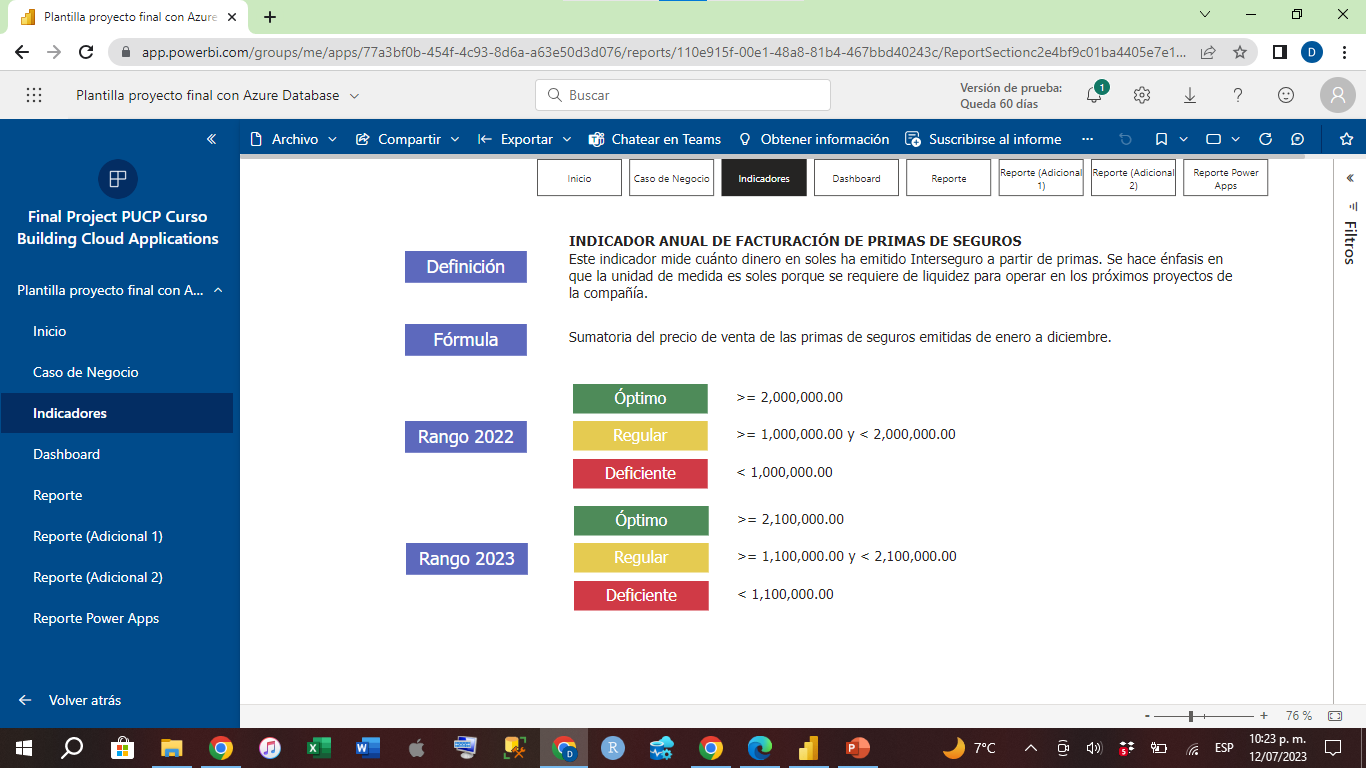 Plantilla proyecto final con Azure
app.powerbi.com/groups/me/apps/77a3bf0b-454f-4c93-8d6a-a63e50d3d076/reports/110e915f-00e1-48a8-81b4-467bbd40243c/ReportSectionc2e4bf9c01ba4405e7e1...
D
Plantilla proyecto final con Azure Database
Buscar
Versión de prueba:
Queda 60 días
1
Archivo
Compartir
Exportar
Chatear en Teams
Obtener información
Suscribirse al informe
Final Project PUCP Curso
Building Cloud Applications
Plantilla proyecto final con A...
Inicio
Caso de Negocio
Indicadores
Dashboard
Reporte
Reporte (Adicional 1)
Reporte (Adicional 2)
Reporte Power Apps
Volver atrás
Inicio
Caso de Negocio
Indicadores
Dashboard
Reporte
Reporte (Adicional
1)
Reporte (Adicional
2)
Reporte Power
Apps
Filtros
Definición
INDICADOR ANUAL DE FACTURACIÓN DE PRIMAS DE SEGUROS
Este indicador mide cuánto dinero en soles ha emitido Interseguro a partir de primas. Se hace énfasis en
que la unidad de medida es soles porque se requiere de liquidez para operar en los próximos proyectos de
la compañía.
Fórmula
Sumatoria del precio de venta de las primas de seguros emitidas de enero a diciembre.
Rango 2022
Óptimo >= 2,000,000.00
Regular >= 1,000,000.00 y < 2,000,000.00
Deficiente < 1,000,000.00
Rango 2023
Óptimo >= 2,100,000.00
Regular >= 1,100,000.00 y < 2,100,000.00
Deficiente < 1,100,000.00
- + 76 %
7°C
ESP
10:23 p. m.
12/07/2023